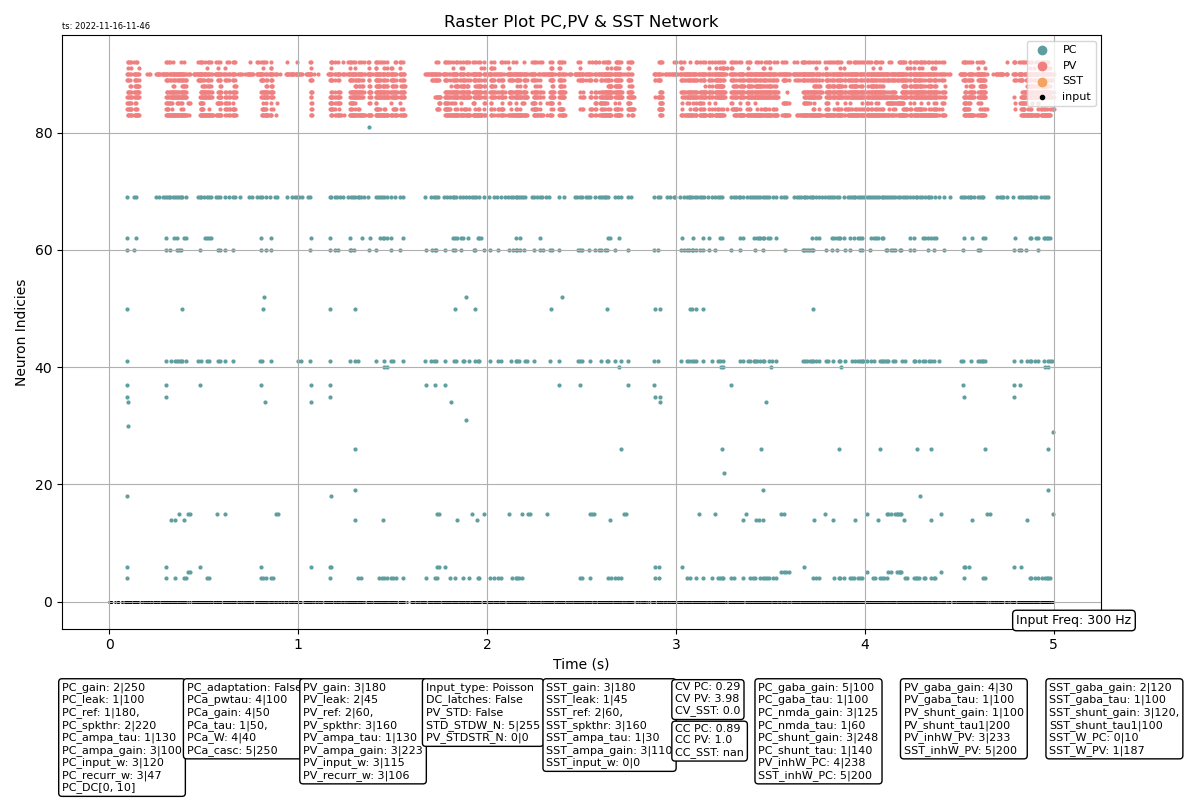 ts: 2022-11-16-11-46
Raster Plot PC,PV & SST Network
PC
PV
SST
input
Neuron Indicies
80
60
40
20
0
0 1 2 3 4 5
Time (s)
Input Freq: 300 Hz
PC_gain: 2|250
PC_leak: 1|100
PC_ref: 1|180,
PC_spkthr: 2|220
PC_ampa_tau: 1|130
PC_ampa_gain: 3|100
PC_input_w: 3|120
PC_recurr_w: 3|47
PC_DC[0, 10]
PC_adaptation: False
PCa_pwtau: 4|100
PCa_gain: 4|50
PCa_tau: 1|50,
PCa_W: 4|40
PCa_casc: 5|250
PV_gain: 3|180
PV_leak: 2|45
PV_ref: 2|60,
PV_spkthr: 3|160
PV_ampa_tau: 1|130
PV_ampa_gain: 3|223
PV_input_w: 3|115
PV_recurr_w: 3|106
Input_type: Poisson
DC_latches: False
PV_STD: False
STD_STDW_N: 5|255
PV_STDSTR_N: 0|0
SST_gain: 3|180
SST_leak: 1|45
SST_ref: 2|60,
SST_spkthr: 3|160
SST_ampa_tau: 1|30
SST_ampa_gain: 3|110
SST_input_w: 0|0
CV PC: 0.29
CV PV: 3.98
CV_SST: 0.0
CC PC: 0.89
CC PV: 1.0
CC_SST: nan
PC_gaba_gain: 5|100
PC_gaba_tau: 1|100
PC_nmda_gain: 3|125
PC_nmda_tau: 1|60
PC_shunt_gain: 3|248
PC_shunt_tau: 1|140
PV_inhW_PC: 4|238
SST_inhW_PC: 5|200
PV_gaba_gain: 4|30
PV_gaba_tau: 1|100
PV_shunt_gain: 1|100
PV_shunt_tau1|200
PV_inhW_PV: 3|233
SST_inhW_PV: 5|200
SST_gaba_gain: 2|120
SST_gaba_tau: 1|100
SST_shunt_gain: 3|120,
SST_shunt_tau1|100
SST_W_PC: 0|10
SST_W_PV: 1|187